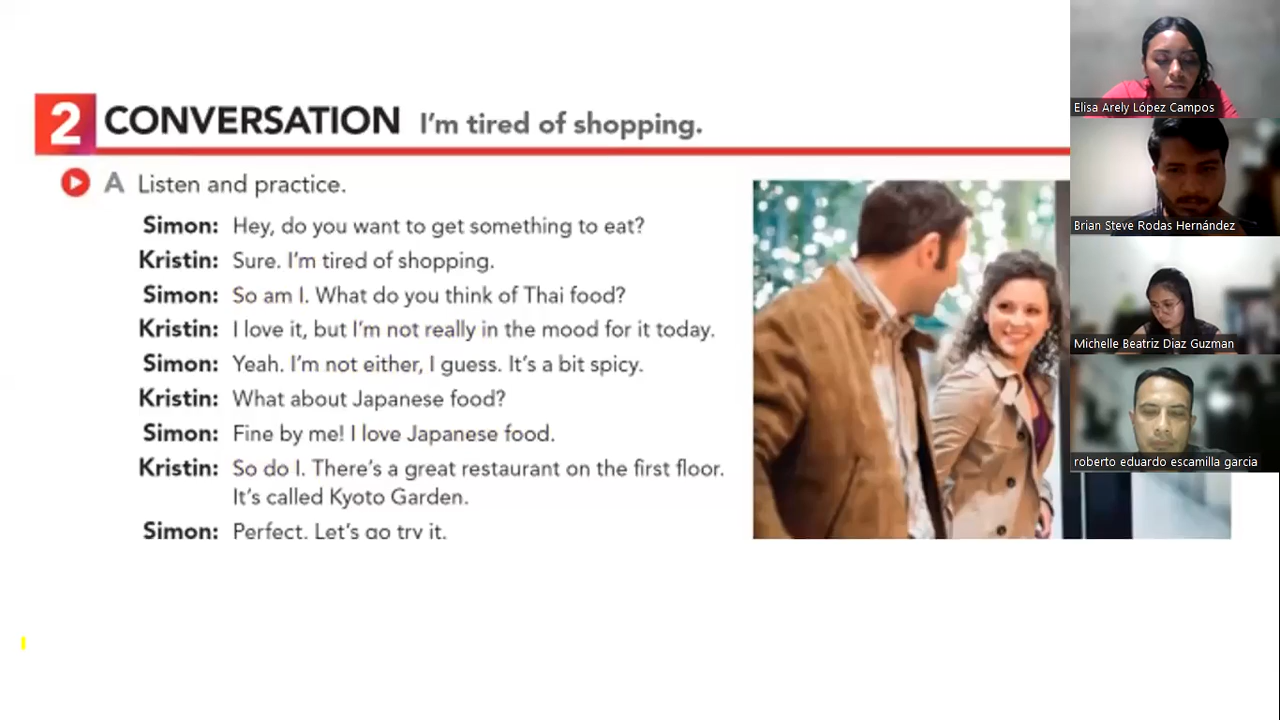 2 CONVERSATION I'm tired of shopping.
A Listen and practice.
Simon: Hey, do you want to get something to eat?
Kristin: Sure. I'm tired of shopping.
Simon: So am I. What do you think of Thai food?
Kristin: I love it, but I'm not really in the mood for it today.
Simon: Yeah. I'm not either, I guess. It's a bit spicy.
Kristin: What about Japanese food?
Simon: Fine by me! I love Japanese food.
Kristin: So do I. There's a great restaurant on the first floor.
It's called Kyoto Garden.
Simon: Perfect. Let's go try it.
Elisa Arely López Campos
Brian Steve Rodas Hernández
Michelle Beatriz Diaz Guzman
roberto eduardo escamilla garcia